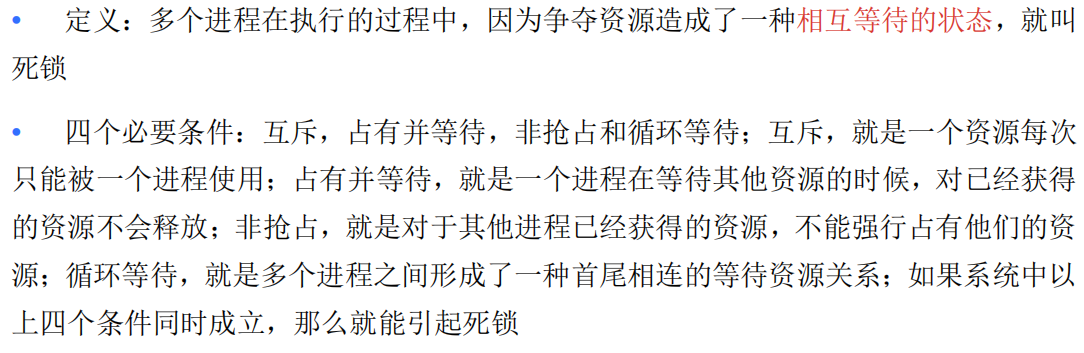 • 定义：多个进程在执行的过程中，因为争夺资源造成了一种相互等待的状态，就叫
死锁
• 四个必要条件：互斥，占有并等待，非抢占和循环等待；互斥，就是一个资源每次
只能被一个进程使用；占有并等待，就是一个进程在等待其他资源的时候，对已经获得
的资源不会释放；非抢占，就是对于其他进程已经获得的资源，不能强行占有他们的资
源；循环等待，就是多个进程之间形成了一种首尾相连的等待资源关系；如果系统中以
上四个条件同时成立，那么就能引起死锁